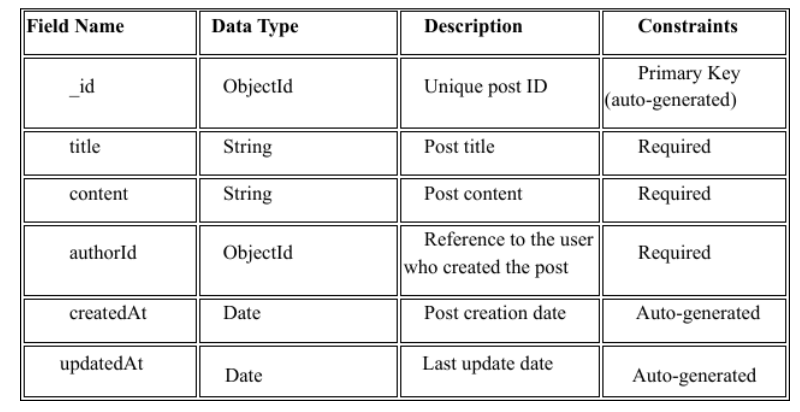 Field Name Data Type Description Constraints
_id ObjectId Unique post ID Primary Key
(auto-generated)
title String Post title Required
content String Post content Required
authorId ObjectId Reference to the user
who created the post Required
createdAt Date Post creation date Auto-generated
updatedAt Date Last update date Auto-generated